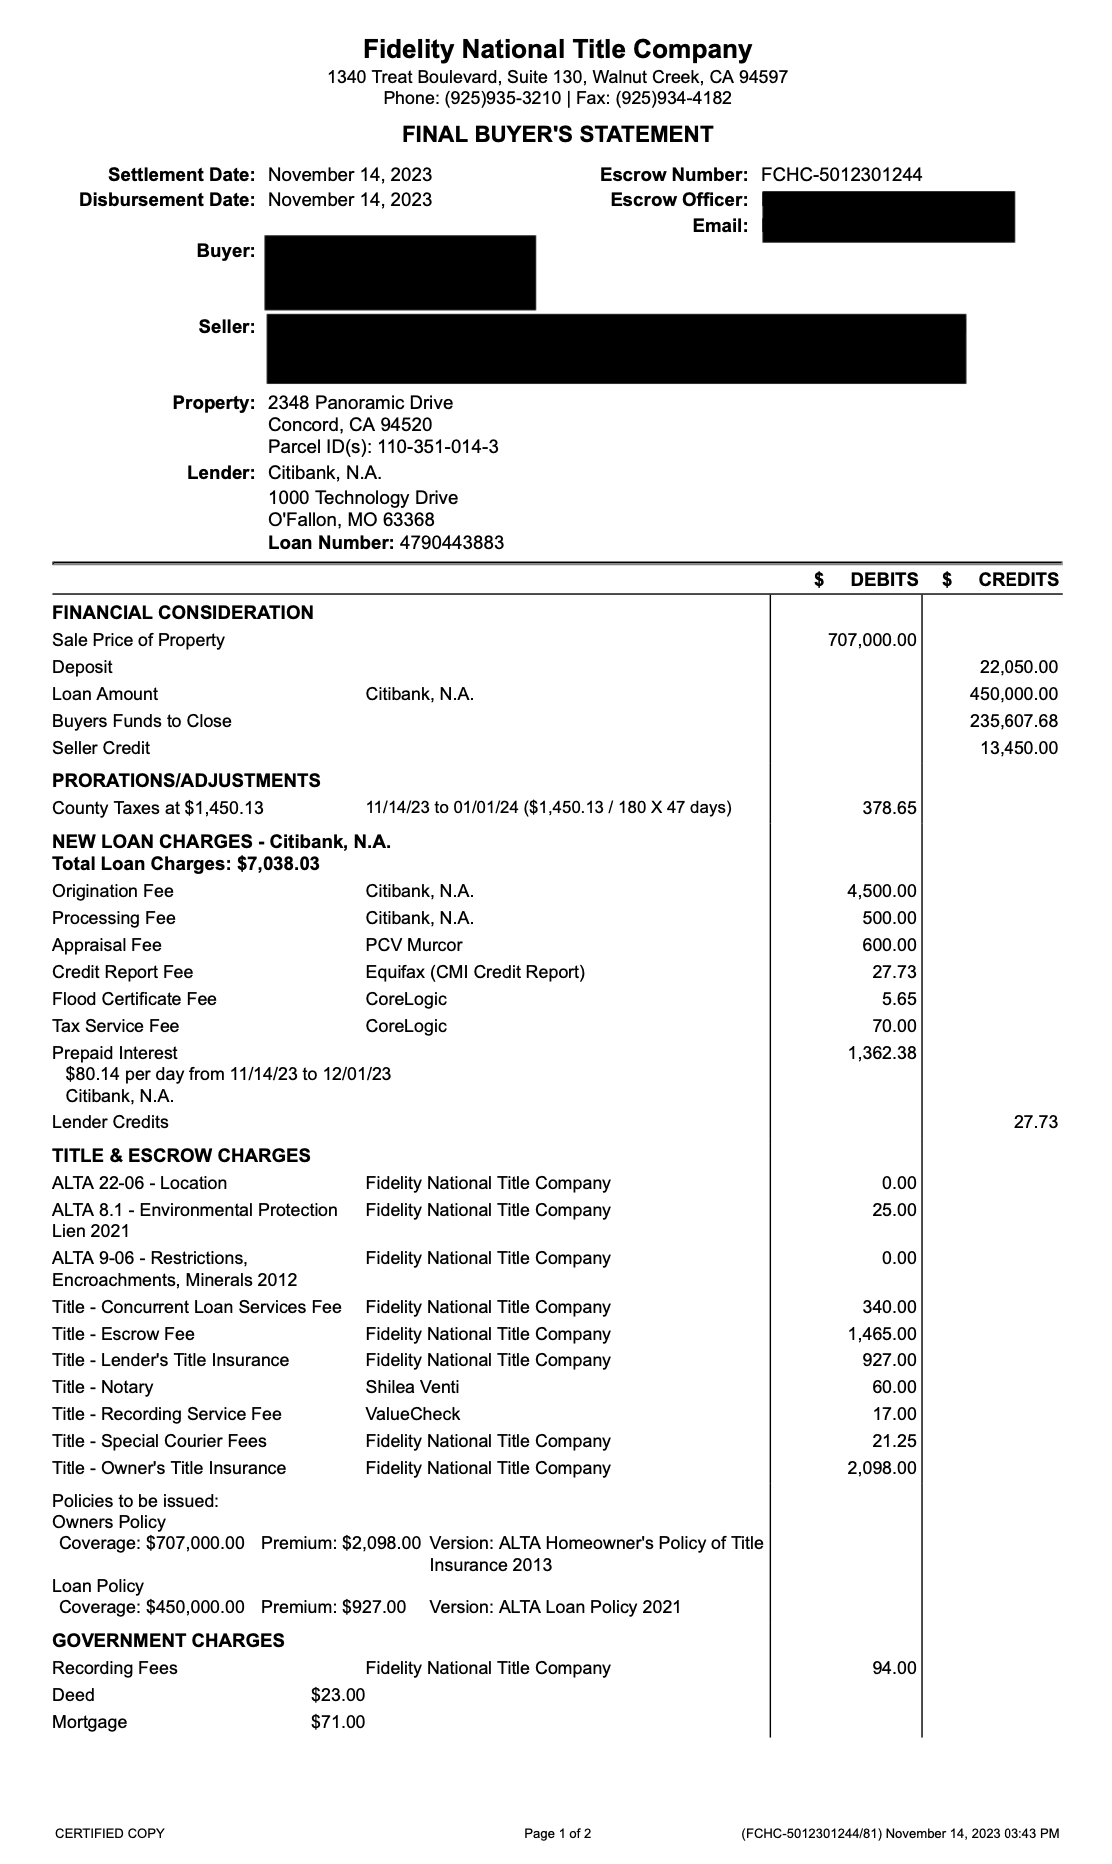 Fidelity National Title Company
1340 Treat Boulevard, Suite 130, Walnut Creek, CA 94597
Phone: (925)935-3210 | Fax: (925)934-4182
FINAL BUYER'S STATEMENT
Settlement Date: November 14, 2023 Escrow Number: FCHC-5012301244
Disbursement Date: November 14, 2023 Escrow Officer:
Email:
Buyer:
Seller:
Property: 2348 Panoramic Drive
Concord, CA 94520
Parcel ID(s): 110-351-014-3
Lender: Citibank, N.A.
1000 Technology Drive
O'Fallon, MO 63368
Loan Number: 4790443883
$ DEBITS $ CREDITS
FINANCIAL CONSIDERATION
Sale Price of Property 707,000.00
Deposit 22,050.00
Loan Amount Citibank, N.A. 450,000.00
Buyers Funds to Close 235,607.68
Seller Credit 13,450.00
PRORATIONS/ADJUSTMENTS
County Taxes at $1,450.13 11/14/23 to 01/01/24 ($1,450.13 / 180 X 47 days) 378.65
NEW LOAN CHARGES - Citibank, N.A.
Total Loan Charges: $7,038.03
Origination Fee Citibank, N.A. 4,500.00
Processing Fee Citibank, N.A. 500.00
Appraisal Fee PCV Murcor 600.00
Credit Report Fee Equifax (CMI Credit Report) 27.73
Flood Certificate Fee CoreLogic 5.65
Tax Service Fee CoreLogic 70.00
Prepaid Interest 1,362.38
$80.14 per day from 11/14/23 to 12/01/23
Citibank, N.A.
Lender Credits 27.73
TITLE & ESCROW CHARGES
ALTA 22-06 - Location Fidelity National Title Company 0.00
ALTA 8.1 - Environmental Protection Fidelity National Title Company 25.00
Lien 2021
ALTA 9-06 - Restrictions, Fidelity National Title Company 0.00
Encroachments, Minerals 2012
Title - Concurrent Loan Services Fee Fidelity National Title Company 340.00
Title - Escrow Fee Fidelity National Title Company 1,465.00
Title - Lender's Title Insurance Fidelity National Title Company 927.00
Title - Notary Shilea Venti 60.00
Title - Recording Service Fee ValueCheck 17.00
Title - Special Courier Fees Fidelity National Title Company 21.25
Title - Owner's Title Insurance Fidelity National Title Company 2,098.00
Policies to be issued:
Owners Policy
Coverage: $707,000.00 Premium: $2,098.00 Version: ALTA Homeowner's Policy of Title
Insurance 2013
Loan Policy
Coverage: $450,000.00 Premium: $927.00 Version: ALTA Loan Policy 2021
GOVERNMENT CHARGES
Recording Fees Fidelity National Title Company 94.00
Deed $23.00
Mortgage $71.00
CERTIFIED COPY Page 1 of 2 (FCHC-5012301244/81) November 14, 2023 03:43 PM